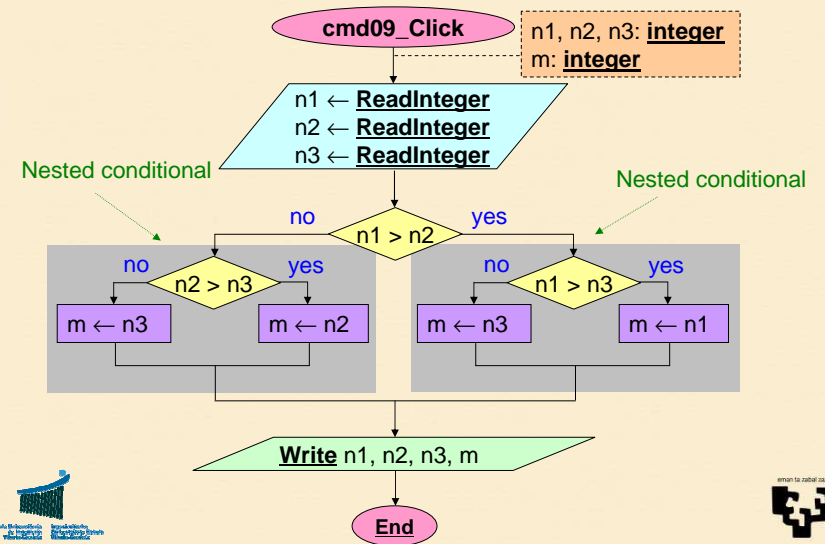 cmd09_Click
n1, n2, n3: integer
m: integer
n1 ← ReadInteger
n2 ← ReadInteger
n3 ← ReadInteger
Nested conditional
Nested conditional
no
yes
n1 > n2
no
yes
no
yes
n2 > n3
n1 > n3
m ← n3
m ← n2
m ← n3
m ← n1
Write n1, n2, n3, m
eman ta zabal za
End